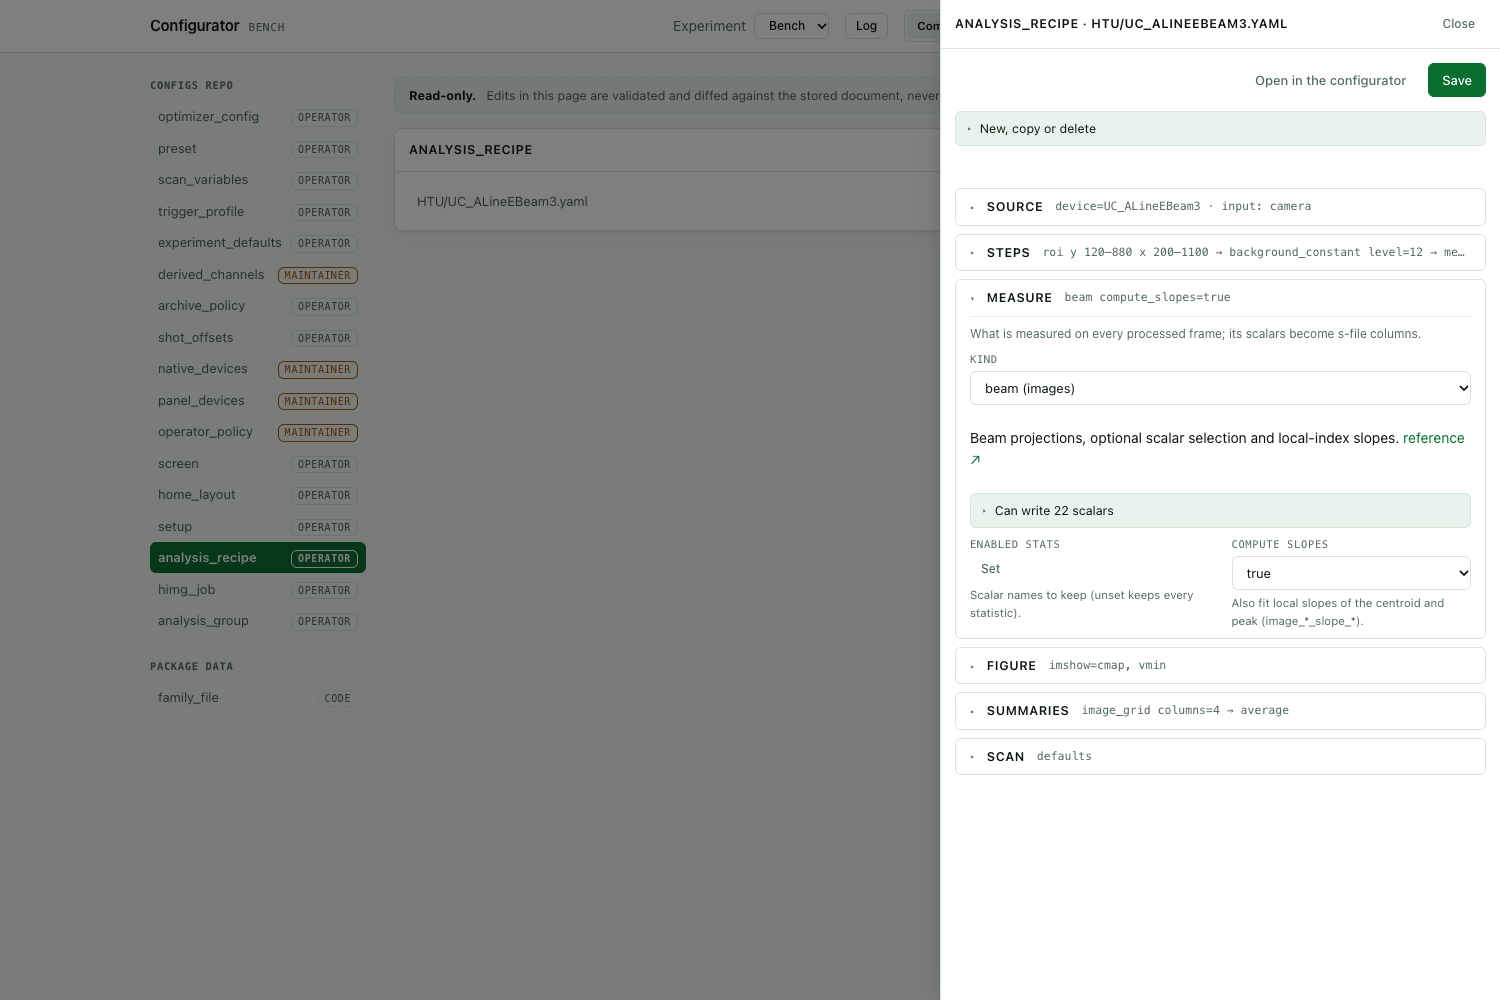 Configurator BENCH
Experiment Bench Log Com
CONFIGS REPO
optimizer_config OPERATOR
preset OPERATOR
scan_variables OPERATOR
trigger_profile OPERATOR
experiment_defaults OPERATOR
derived_channels MAINTAINER
archive_policy OPERATOR
shot_offsets OPERATOR
native_devices MAINTAINER
panel_devices MAINTAINER
operator_policy MAINTAINER
screen OPERATOR
home_layout OPERATOR
setup OPERATOR
analysis_recipe OPERATOR
himg_job OPERATOR
analysis_group OPERATOR
PACKAGE DATA
family_file CODE
Read-only. Edits in this page are validated and diffed against the stored document, never
ANALYSIS_RECIPE
HTU/UC_ALineEBeam3.yaml
ANALYSIS_RECIPE · HTU/UC_ALINEEBEAM3.YAML
Close
Open in the configurator
Save
New, copy or delete
SOURCE device=UC_ALineEBeam3 · input: camera
STEPS roi y 120–880 x 200–1100 → background_constant level=12 → me…
MEASURE beam compute_slopes=true
What is measured on every processed frame; its scalars become s-file columns.
KIND
beam (images)
Beam projections, optional scalar selection and local-index slopes. reference
↗
Can write 22 scalars
ENABLED STATS
Set
Scalar names to keep (unset keeps every
statistic).
COMPUTE SLOPES
true
Also fit local slopes of the centroid and
peak (image_*_slope_*).
FIGURE imshow=cmap, vmin
SUMMARIES image_grid columns=4 → average
SCAN defaults